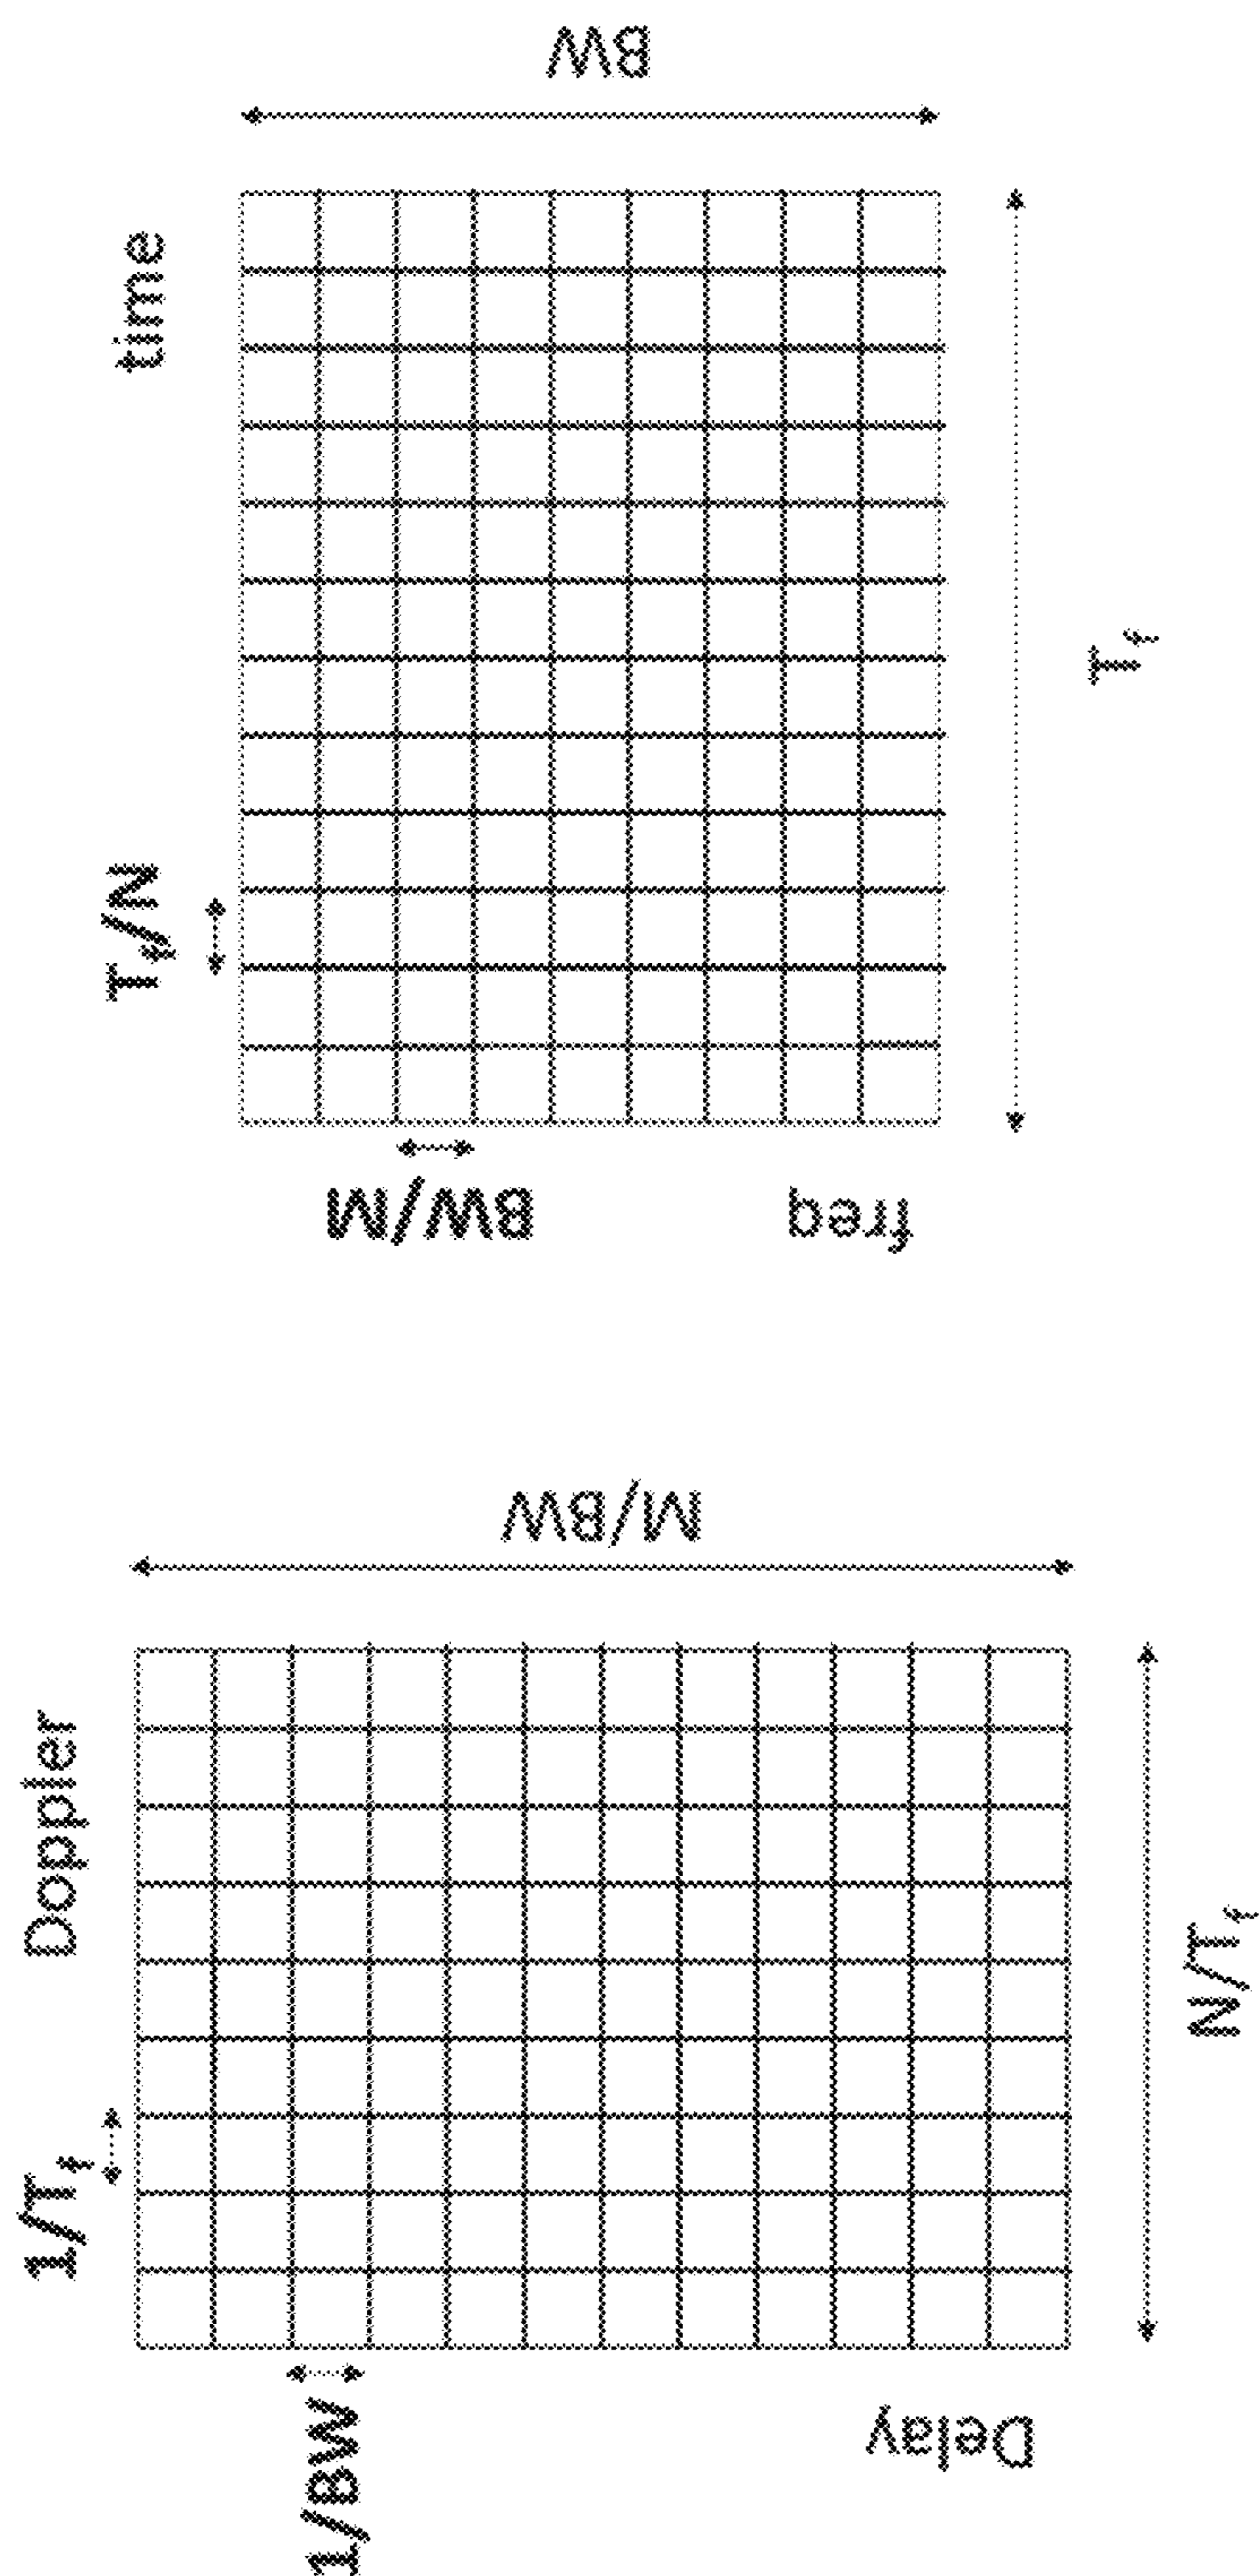 1/T_f
Doppler
1/BW
Delay
M/BW
N/T_f
T_f/N
time
BW/M
freq
BW
T_f